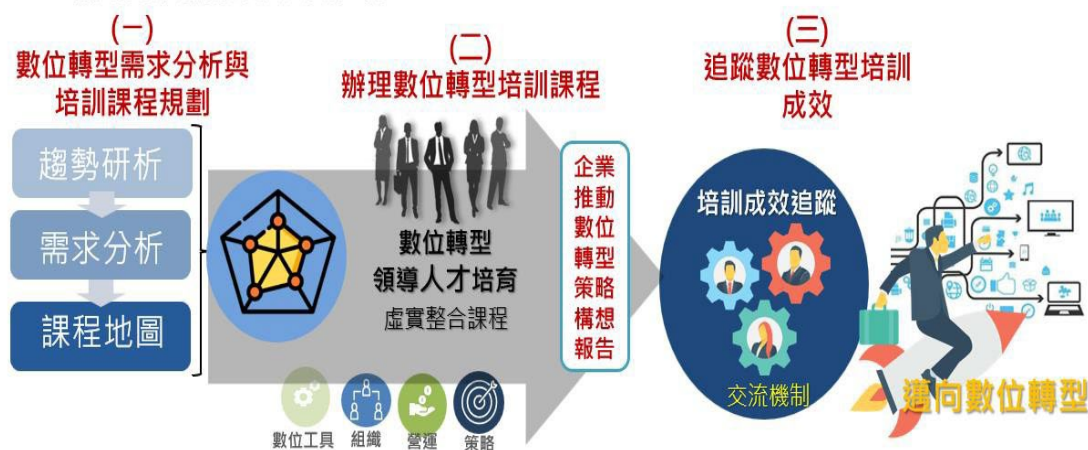 (一)
數位轉型需求分析與
培訓課程規劃
趨勢研析
需求分析
課程地圖
(二)
辦理數位轉型培訓課程
數位轉型
領導人才培育
虛實整合課程
數位工具
組織
營運
策略
企業
推動
數位
轉型
策略
構想
報告
(三)
追蹤數位轉型培訓
成效
培訓成效追蹤
交流機制
邁向數位轉型